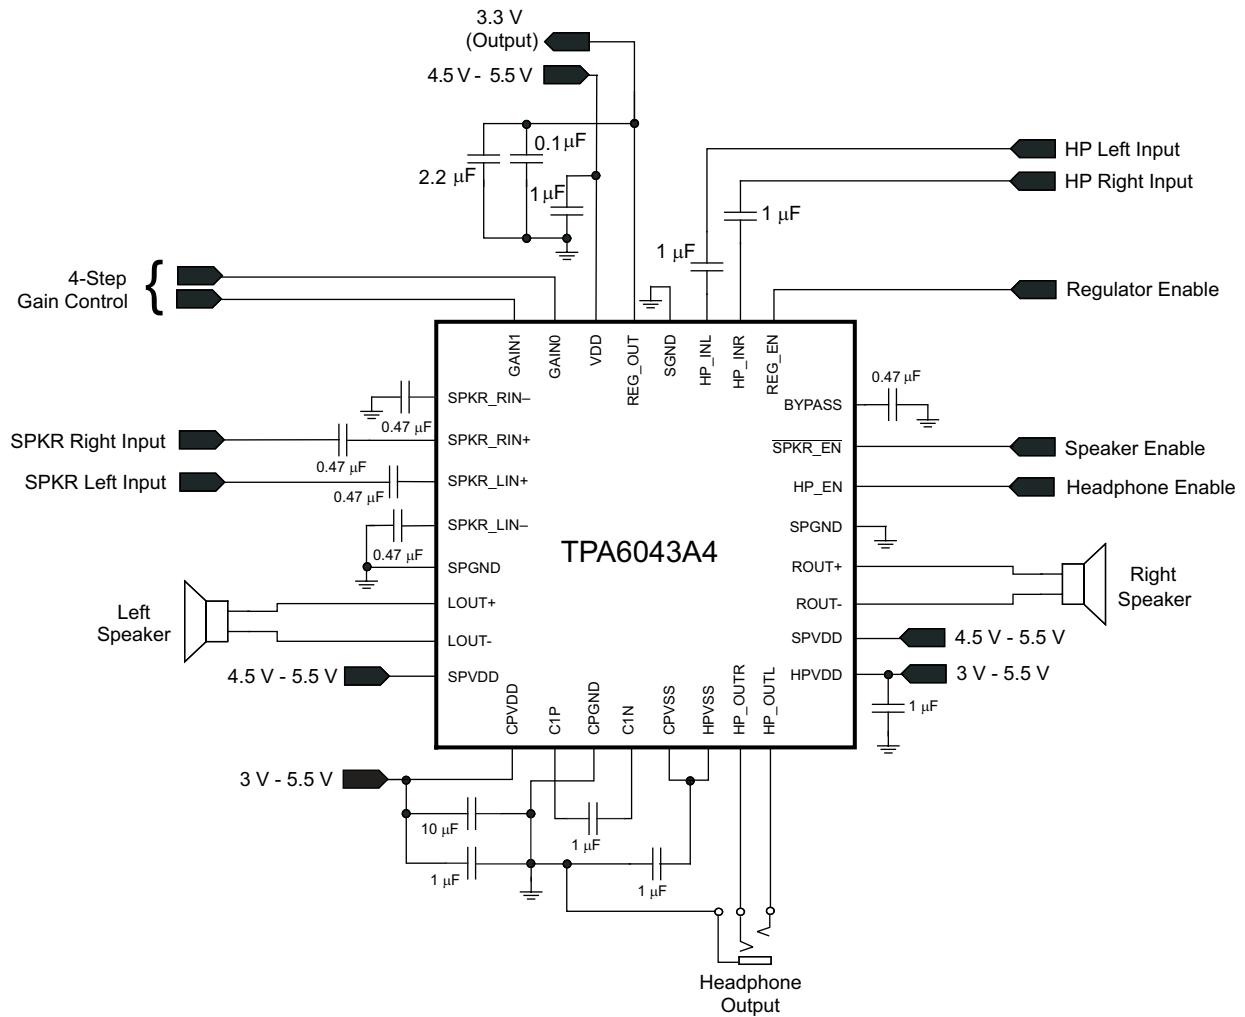 3.3 V
(Output)
4.5 V - 5.5 V
0.1 µF
2.2 µF
1 µF
HP Left Input
HP Right Input
1 µF
1 µF
4-Step
Gain Control
{
Regulator Enable
GAIN1
GAIN0
VDD
REG_OUT
SGND
HP_INL
HP_INR
REG_EN
SPKR_RIN–
0.47 µF
BYPASS
0.47 µF
SPKR Right Input
0.47 µF
SPKR_RIN+
SPKR_EN
Speaker Enable
SPKR Left Input
0.47 µF
SPKR_LIN+
HP_EN
Headphone Enable
SPKR_LIN–
0.47 µF
SPGND
TPA6043A4
SPGND
ROUT+
Right
Speaker
Left
Speaker
LOUT+
ROUT-
LOUT-
SPVDD
4.5 V - 5.5 V
4.5 V - 5.5 V
SPVDD
HPVDD
3 V - 5.5 V
1 µF
CPVDD
C1P
CPGND
C1N
CPVSS
HPVSS
HP_OUTR
HP_OUTL
3 V - 5.5 V
10 µF
1 µF
1 µF
1 µF
Headphone
Output